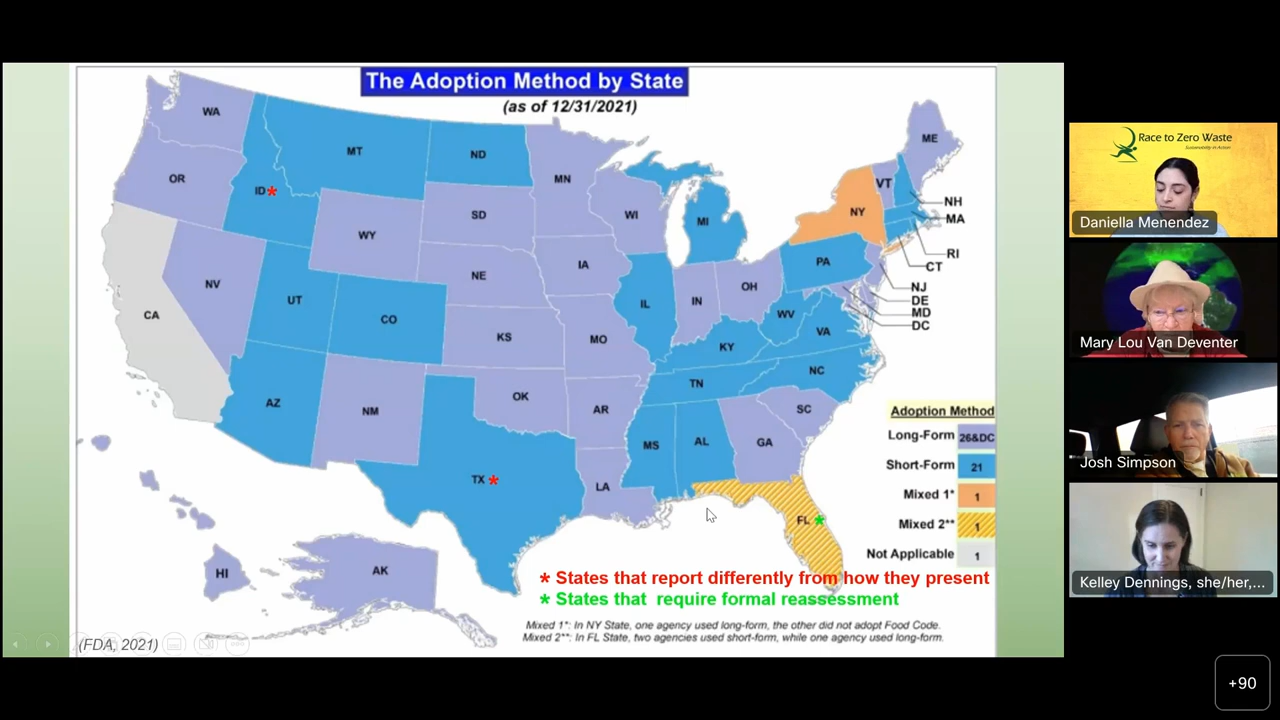 The Adoption Method by State
(as of 12/31/2021)
WA
OR
ID*
MT
ND
MN
SD
WY
WI
MI
ME
VT
NY
NH
MA
RI
CT
NJ
DE
MD
DC
PA
NV
UT
CO
NE
IA
IL
IN
OH
WV
VA
KY
KS
MO
CA
AZ
NM
OK
AR
TN
NC
SC
MS
AL
GA
TX*
LA
FL*
HI
AK
Adoption Method
Long-Form 26&DC
Short-Form 21
Mixed 1* 1
Mixed 2** 1
Not Applicable 1
* States that report differently from how they present
* States that require formal reassessment
Mixed 1*: In NY State, one agency used long-form, the other did not adopt Food Code.
Mixed 2**: In FL State, two agencies used short-form, while one agency used long-form.
(FDA, 2021)
Race to Zero Waste
Daniella Menendez
Mary Lou Van Deventer
Josh Simpson
Kelley Dennings, she/her,...
+90